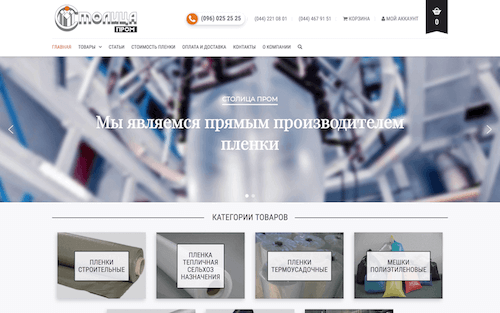 СТОЛИЦА
ПРОМ
(096) 025 25 25
(044) 221 08 01
(044) 467 91 51
КОРЗИНА
МОЙ АККАУНТ
0
ГЛАВНАЯ ТОВАРЫ СТАТЬИ СТОИМОСТЬ ПЛЕНКИ ОПЛАТА И ДОСТАВКА КОНТАКТЫ О КОМПАНИИ
СТОЛИЦА ПРОМ
Мы являемся прямым производителем
пленки
КАТЕГОРИИ ТОВАРОВ
ПЛЕНКИ
СТРОИТЕЛЬНЫЕ
ПЛЕНКА
ТЕПЛИЧНАЯ
СЕЛЬХОЗ
НАЗНАЧЕНИЯ
ПЛЕНКИ
ТЕРМОУСАДОЧНЫЕ
МЕШКИ
ПОЛИЭТИЛЕНОВЫЕ